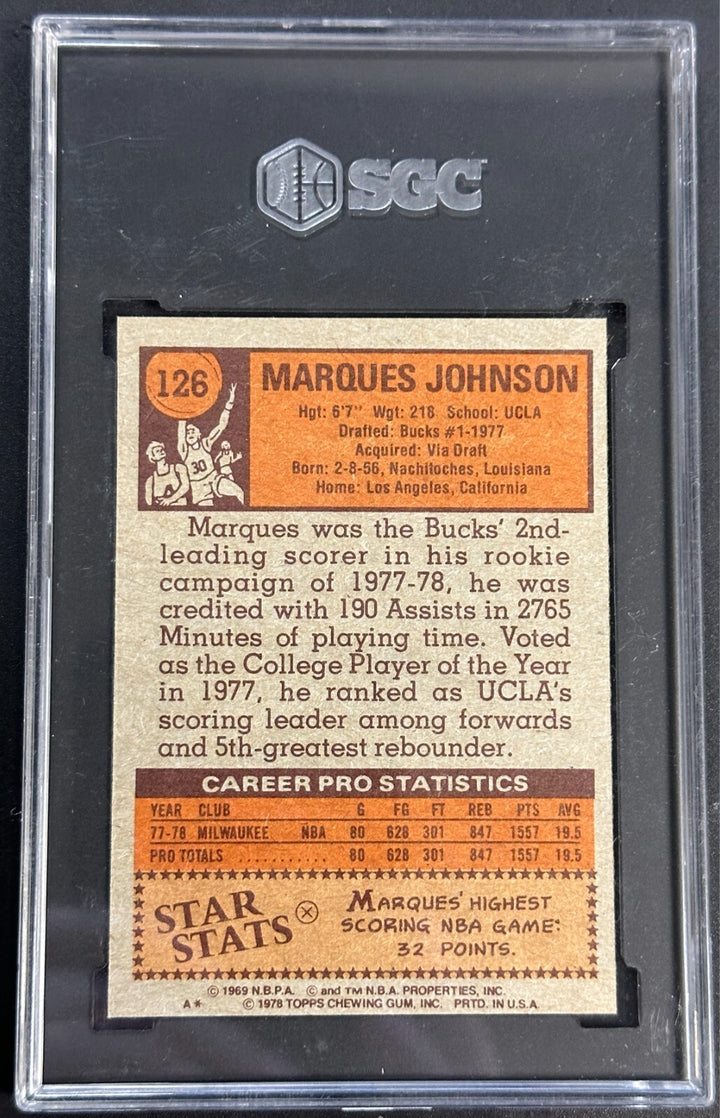 SGC
126
30
MARQUES JOHNSON
Hgt: 6'7" Wgt: 218 School: UCLA
Drafted: Bucks #1-1977
Acquired: Via Draft
Born: 2-8-56, Nachitoches, Louisiana
Home: Los Angeles, California
Marques was the Bucks' 2nd-
leading scorer in his rookie
campaign of 1977-78, he was
credited with 190 Assists in 2765
Minutes of playing time. Voted
as the College Player of the Year
in 1977, he ranked as UCLA's
scoring leader among forwards
and 5th-greatest rebounder.
CAREER PRO STATISTICS
YEAR CLUB G FG FT REB PTS AVG
77-78 MILWAUKEE NBA 80 628 301 847 1557 19.5
PRO TOTALS ........... 80 628 301 847 1557 19.5
STAR
STATS
MARQUES' HIGHEST
SCORING NBA GAME:
32 POINTS.
© 1969 N.B.P.A. © and TM N.B.A. PROPERTIES, INC.
A* © 1978 TOPPS CHEWING GUM, INC. PRTD. IN U.S.A.